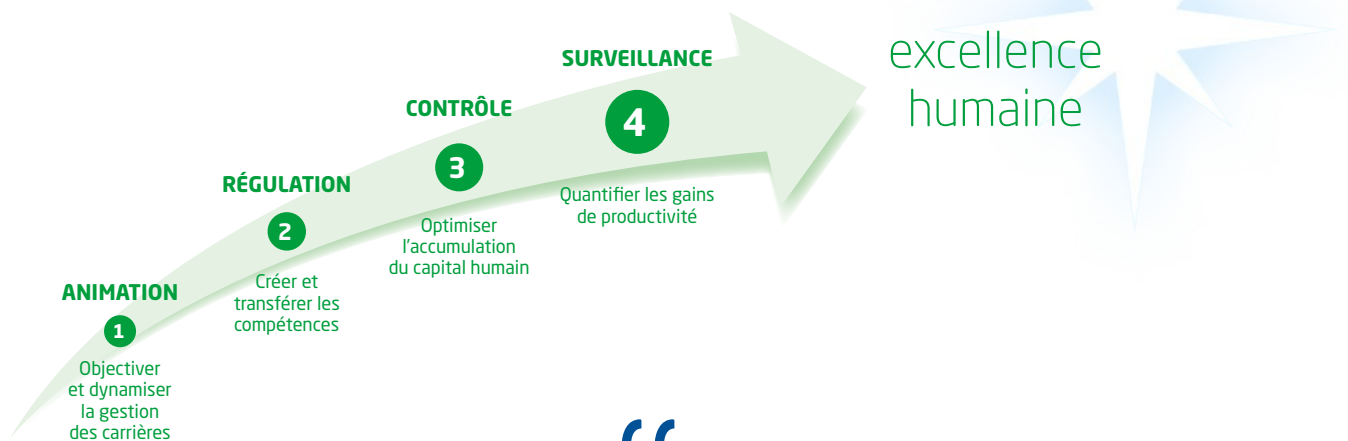 excellence
humaine
SURVEILLANCE
4
Quantifier les gains
de productivité
CONTRÔLE
3
Optimiser
l'accumulation
du capital humain
RÉGULATION
2
Créer et
transférer les
compétences
ANIMATION
1
Objectiver
et dynamiser
la gestion
des carrières
“